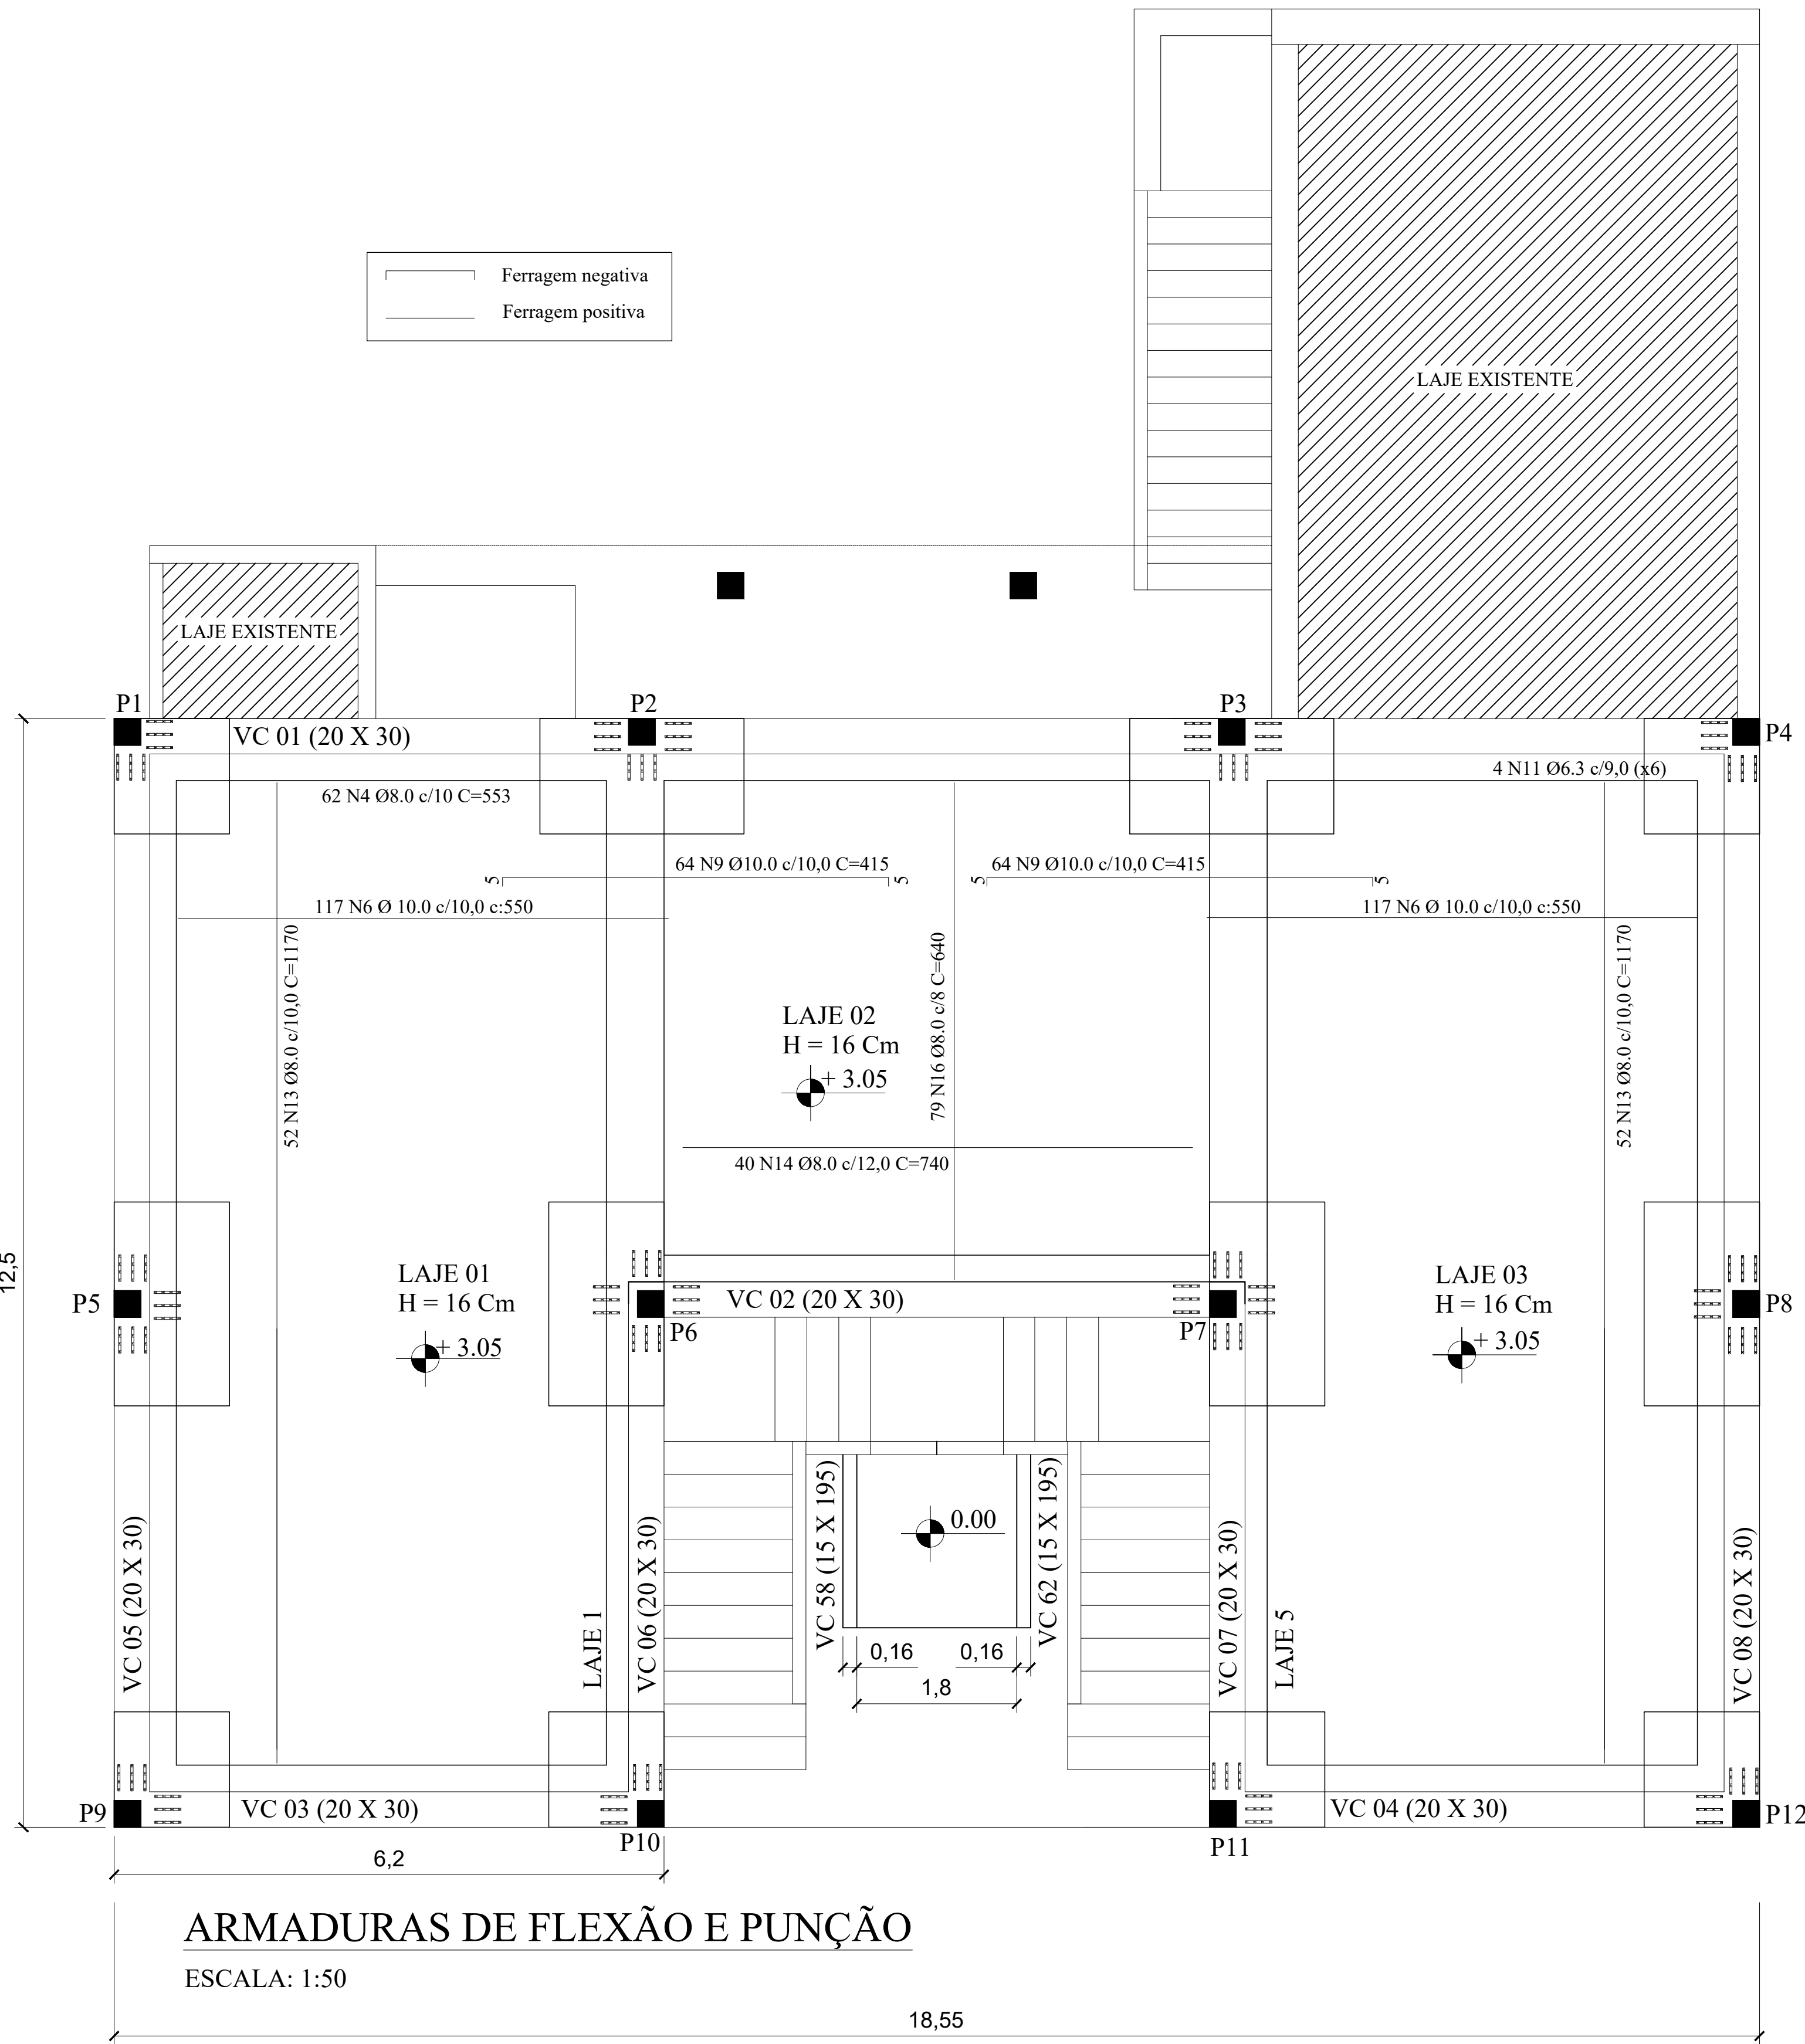 Ferragem negativa
Ferragem positiva
LAJE EXISTENTE
LAJE EXISTENTE
P1
P2
P3
P4
VC 01 (20 X 30)
4 N11 Ø6.3 c/9,0 (x6)
62 N4 Ø8.0 c/10 C=553
64 N9 Ø10.0 c/10,0 C=415
64 N9 Ø10.0 c/10,0 C=415
5
5
5
5
117 N6 Ø 10.0 c/10,0 c:550
117 N6 Ø 10.0 c/10,0 c:550
52 N13 Ø8.0 c/10,0 C=1170
79 N16 Ø8.0 c/8 C=640
52 N13 Ø8.0 c/10,0 C=1170
LAJE 02
H = 16 Cm
+ 3.05
40 N14 Ø8.0 c/12,0 C=740
12,5
LAJE 01
H = 16 Cm
+ 3.05
LAJE 03
H = 16 Cm
+ 3.05
P5
VC 02 (20 X 30)
P6
P7
P8
VC 05 (20 X 30)
LAJE 1
VC 06 (20 X 30)
VC 58 (15 X 195)
0.00
VC 62 (15 X 195)
VC 07 (20 X 30)
LAJE 5
VC 08 (20 X 30)
0,16
0,16
1,8
P9
VC 03 (20 X 30)
P10
P11
VC 04 (20 X 30)
P12
6,2
ARMADURAS DE FLEXÃO E PUNÇÃO
ESCALA: 1:50
18,55